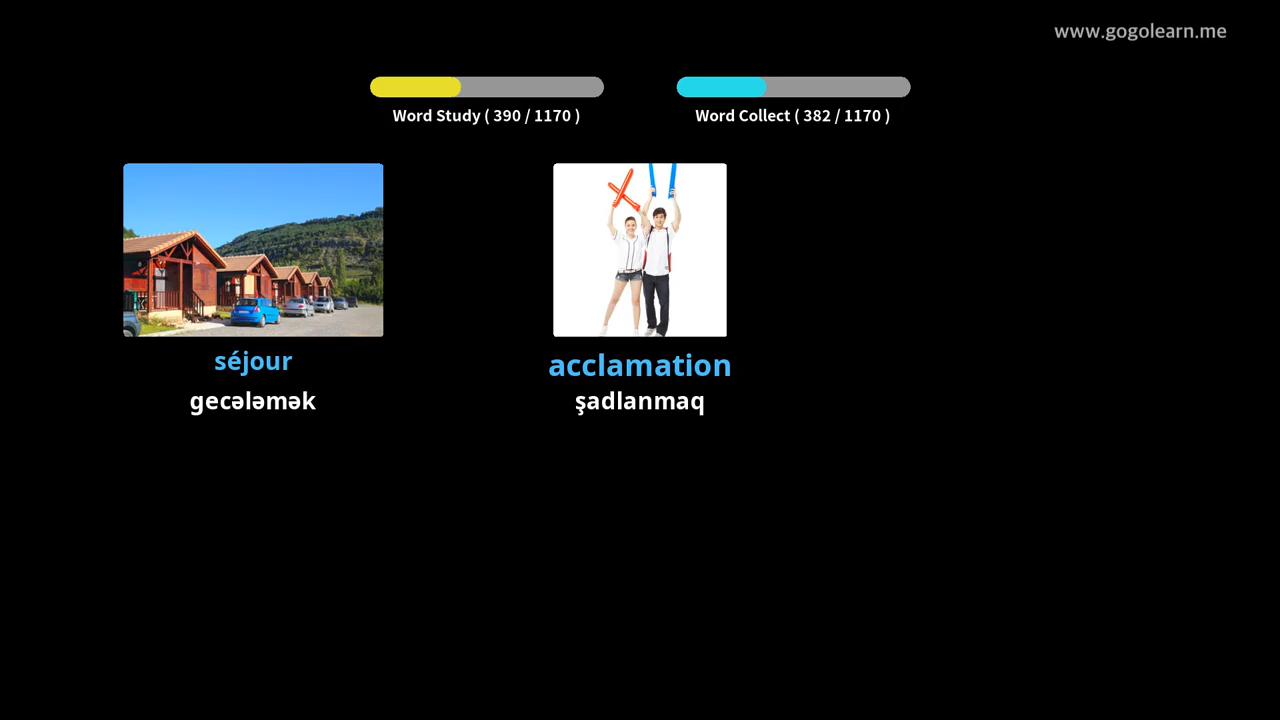 www.gogolearn.me
Word Study ( 390 / 1170 )
Word Collect ( 382 / 1170 )
séjour
gecələmək
acclamation
şadlanmaq